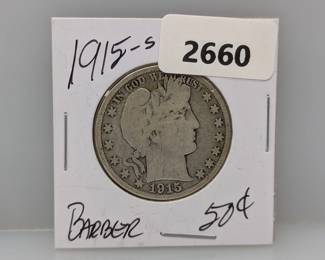 1915-S
2660
IN GOD WE TRUST
1915
BARBER 50¢